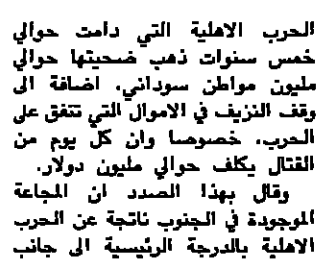 الحرب الاهلية التي دامت حوالي
خمس سنوات ذهب ضحيتها حوالي
مليون مواطن سوداني، اضافة الى
وقف النزيف في الاموال التي تتفق على
الحرب، خصوصا وان كل يوم من
القتال يكلف حوالي مليون دولار.
وقال بهذا الصدد ان المجاعة
الموجودة في الجنوب ناتجة عن الحرب
الاهلية بالدرجة الرئيسية الى جانب